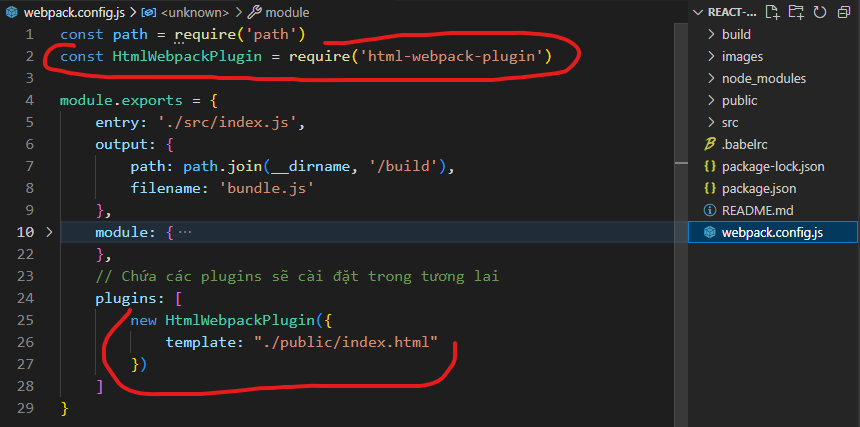 webpack.config.js > <unknown> > module
1 const path = require('path')
2 const HtmlWebpackPlugin = require('html-webpack-plugin')
3
4 module.exports = {
5 entry: './src/index.js',
6 output: {
7 path: path.join(__dirname, '/build'),
8 filename: 'bundle.js'
9 },
10 > module: { ···
22 },
23 // Chứa các plugins sẽ cài đặt trong tương lai
24 plugins: [
25 new HtmlWebpackPlugin({
26 template: "./public/index.html"
27 })
28 ]
29 }
REACT-...
> build
> images
> node_modules
> public
> src
.babelrc
{} package-lock.json
{} package.json
README.md
webpack.config.js